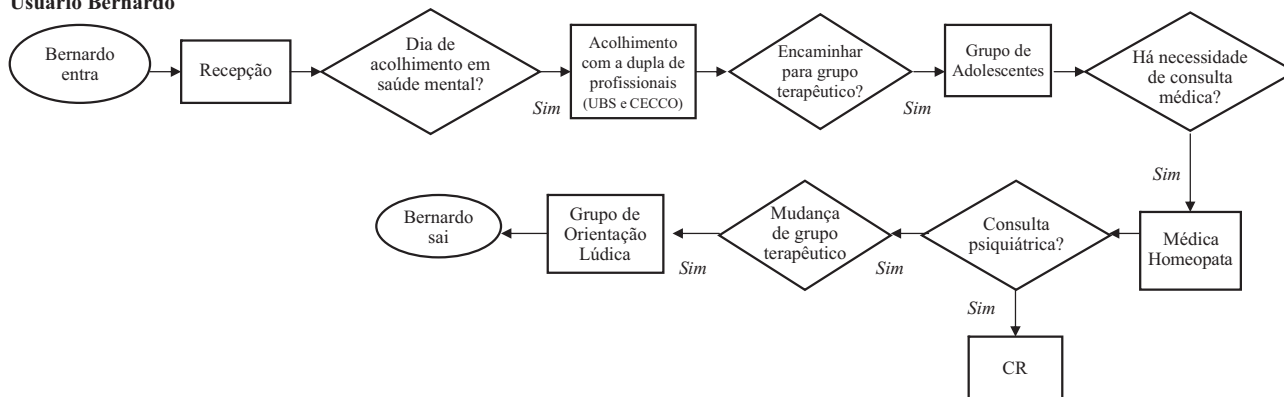 Usuário Bernardo
Bernardo
entra
Recepção
Dia de
acolhimento em
saúde mental?
Sim
Acolhimento
com a dupla de
profissionais
(UBS e CECCO)
Encaminhar
para grupo
terapêutico?
Sim
Grupo de
Adolescentes
Há necessidade
de consulta
médica?
Sim
Médica
Homeopata
Consulta
psiquiátrica?
Sim
Sim
CR
Mudança
de grupo
terapêutico
Sim
Grupo de
Orientação
Lúdica
Bernardo
sai